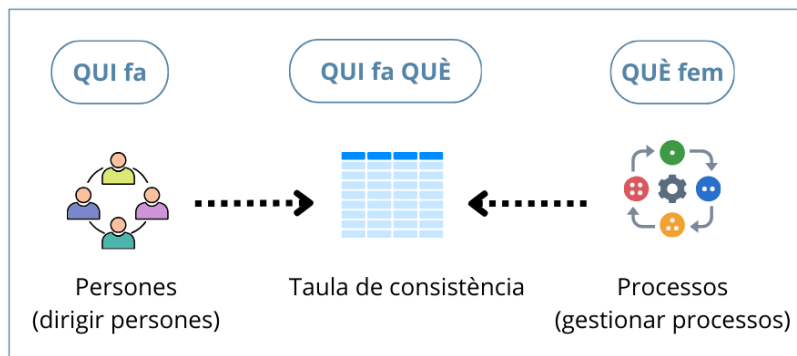 QUI fa
QUI fa QUÈ
QUÈ fem
Persones
(dirigir persones)
Taula de consistència
Processos
(gestionar processos)